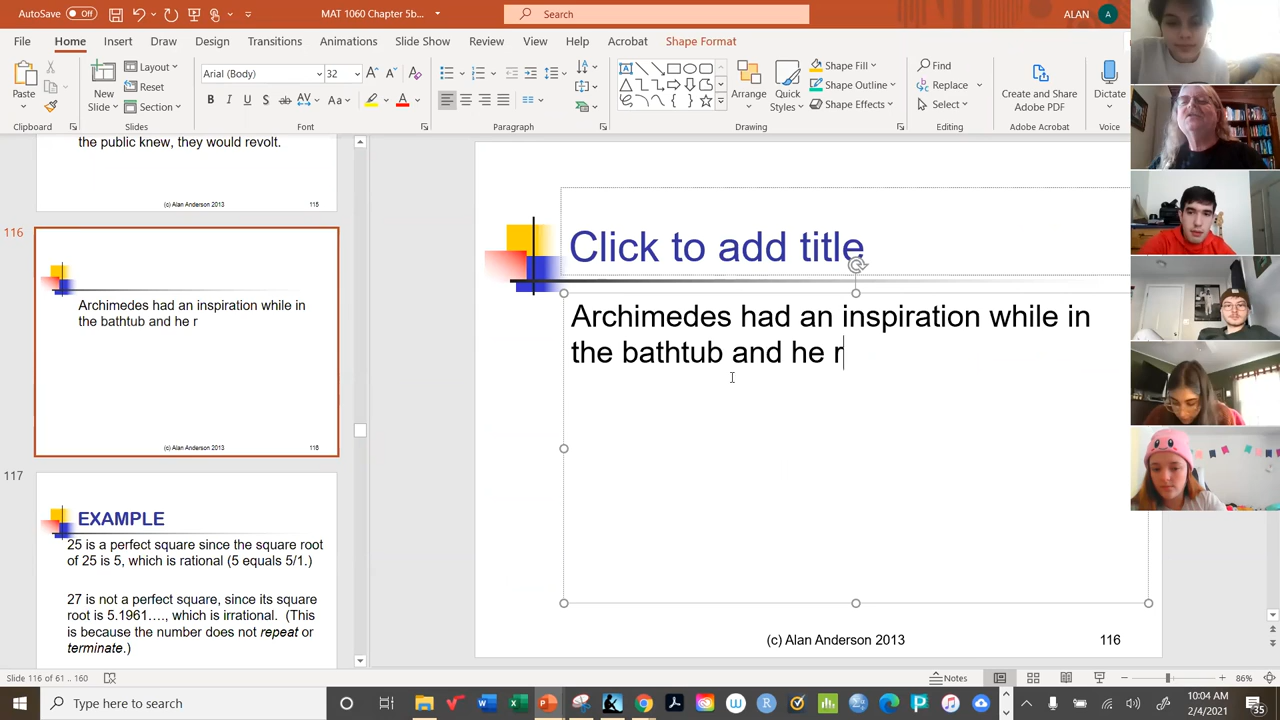 AutoSave Off MAT 1060 Chapter 5b... Search ALAN A
File Home Insert Draw Design Transitions Animations Slide Show Review View Help Acrobat Shape Format
Paste
Clipboard
New
Slide
Layout
Reset
Section
Slides
Arial (Body) 32
B I U S ab AV Aa A
Font
Paragraph
Arrange
Quick
Styles
Shape Fill
Shape Outline
Shape Effects
Drawing
Find
Replace
Select
Editing
Create and Share
Adobe PDF
Adobe Acrobat
Dictate
Voice
the public knew, they would revolt.
(c) Alan Anderson 2013 115
116
Archimedes had an inspiration while in
the bathtub and he r
(c) Alan Anderson 2013 116
117
EXAMPLE
25 is a perfect square since the square root
of 25 is 5, which is rational (5 equals 5/1.)
27 is not a perfect square, since its square
root is 5.1961...., which is irrational. (This
is because the number does not repeat or
terminate.)
Click to add title
Archimedes had an inspiration while in
the bathtub and he r
(c) Alan Anderson 2013 116
Slide 116 of 61 .. 160 Notes 86%
Type here to search
10:04 AM
2/4/2021
35